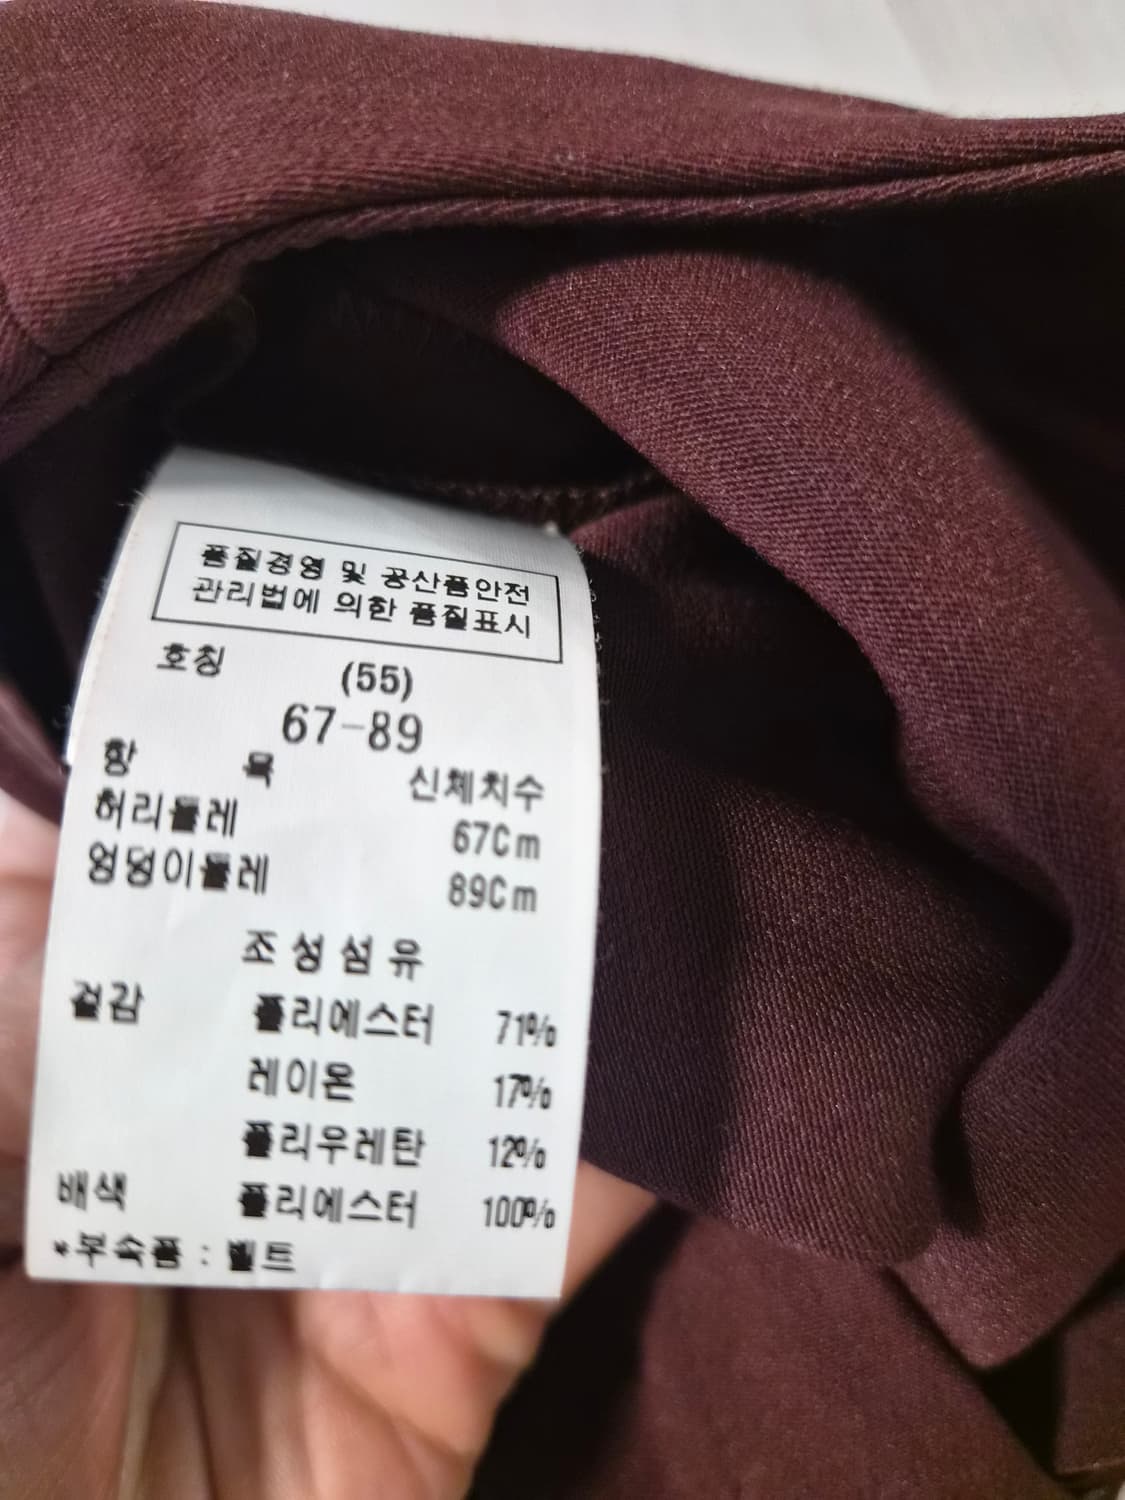 품질경영 및 공산품안전
관리법에 의한 품질표시
호칭 (55)
67-89
항 목 신체치수
허리둘레 67Cm
엉덩이둘레 89Cm
조성섬유
겉감 폴리에스터 71%
레이온 17%
폴리우레탄 12%
배색 폴리에스터 100%
*부속품 : 벨트